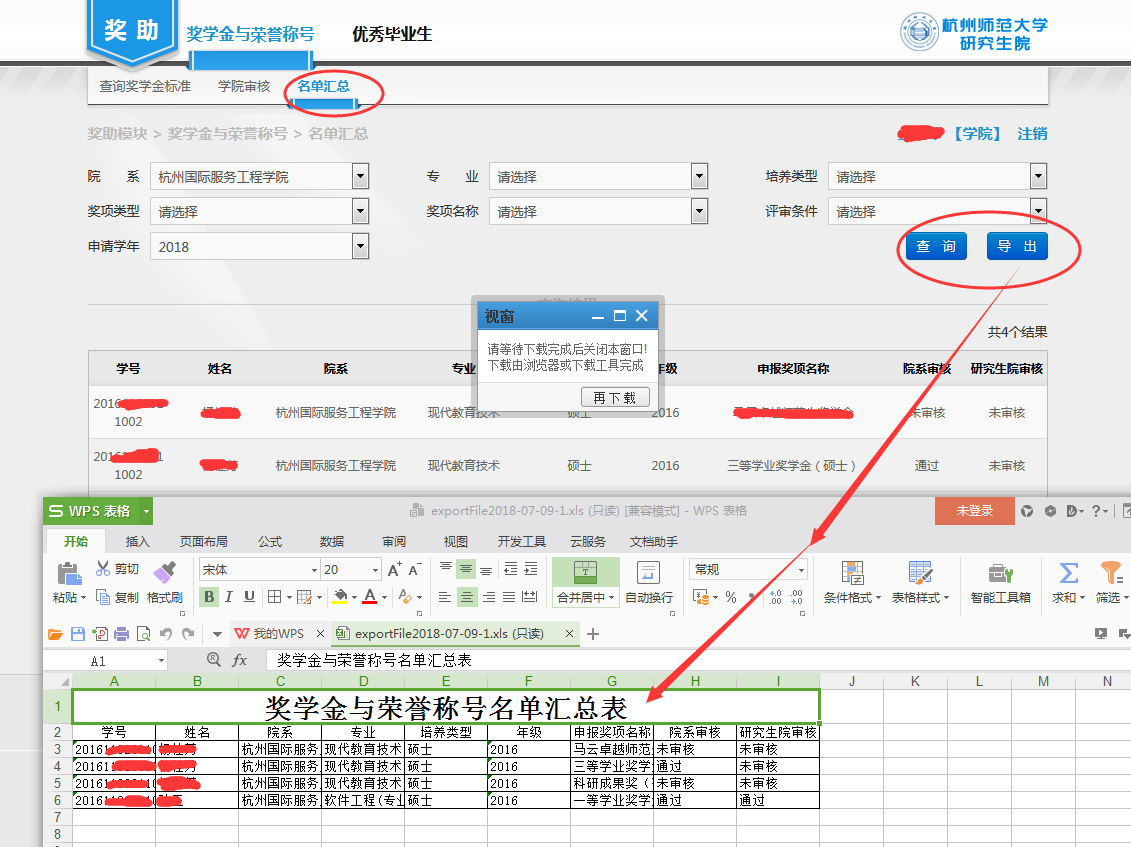 奖 助
奖学金与荣誉称号 优秀毕业生
杭州师范大学
研究生院
查询奖学金标准 学院审核 名单汇总
奖助模块 > 奖学金与荣誉称号 > 名单汇总
【学院】 注销
院 系 杭州国际服务工程学院 专 业 请选择 培养类型 请选择
奖项类型 请选择 奖项名称 请选择 评审条件 请选择
申请学年 2018 查 询 导 出
视窗
请等待下载完成后关闭本窗口!
下载由浏览器或下载工具完成
再下载
共4个结果
学号 姓名 院系 专业 年级 申报奖项名称 院系审核 研究生院审核
2016
1002 杭州国际服务工程学院 现代教育技术 硕士 2016 未审核 未审核
2016 1
1002 杭州国际服务工程学院 现代教育技术 硕士 2016 三等学业奖学金（硕士） 通过 未审核
WPS 表格 exportFile2018-07-09-1.xls (只读) [兼容模式] - WPS 表格 未登录
开始 插入 页面布局 公式 数据 审阅 视图 开发工具 云服务 文档助手
粘贴 剪切 复制 格式刷 宋体 20 A+ A-
B I U A 合并居中 自动换行 常规 % 条件格式 表格样式 智能工具箱 求和 筛选
我的WPS × exportFile2018-07-09-1.xls (只读) × +
A1 fx 奖学金与荣誉称号名单汇总表
A B C D E F G H I J K L M N
1 奖学金与荣誉称号名单汇总表
2 学号 姓名 院系 专业 培养类型 年级 申报奖项名称 院系审核 研究生院审核
3 2016 杭州国际服务 现代教育技术 硕士 2016 马云卓越师范 未审核 未审核
4 2016 杭州国际服务 现代教育技术 硕士 2016 三等学业奖学 通过 未审核
5 2016 杭州国际服务 现代教育技术 硕士 2016 科研成果奖（ 未审核 未审核
6 2016 杭州国际服务 软件工程(专业 硕士 2016 一等学业奖学 通过 通过
7
8